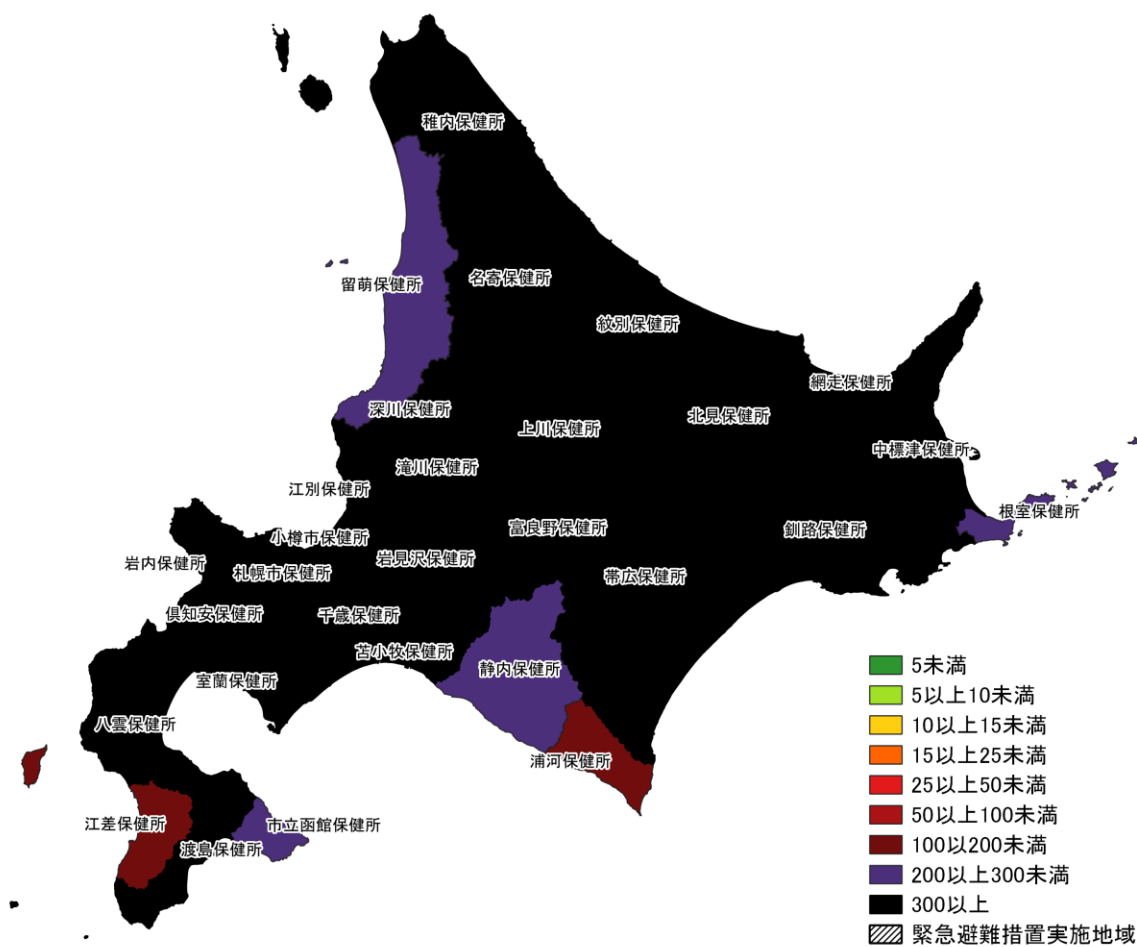 稚内保健所
名寄保健所
留萌保健所
紋別保健所
網走保健所
深川保健所
北見保健所
上川保健所
中標津保健所
滝川保健所
江別保健所
根室保健所
富良野保健所
釧路保健所
小樽市保健所
岩見沢保健所
岩内保健所
札幌市保健所
帯広保健所
倶知安保健所
千歳保健所
苫小牧保健所
静内保健所
室蘭保健所
八雲保健所
浦河保健所
江差保健所
市立函館保健所
渡島保健所
5未満
5以上10未満
10以上15未満
15以上25未満
25以上50未満
50以上100未満
100以200未満
200以上300未満
300以上
緊急避難措置実施地域